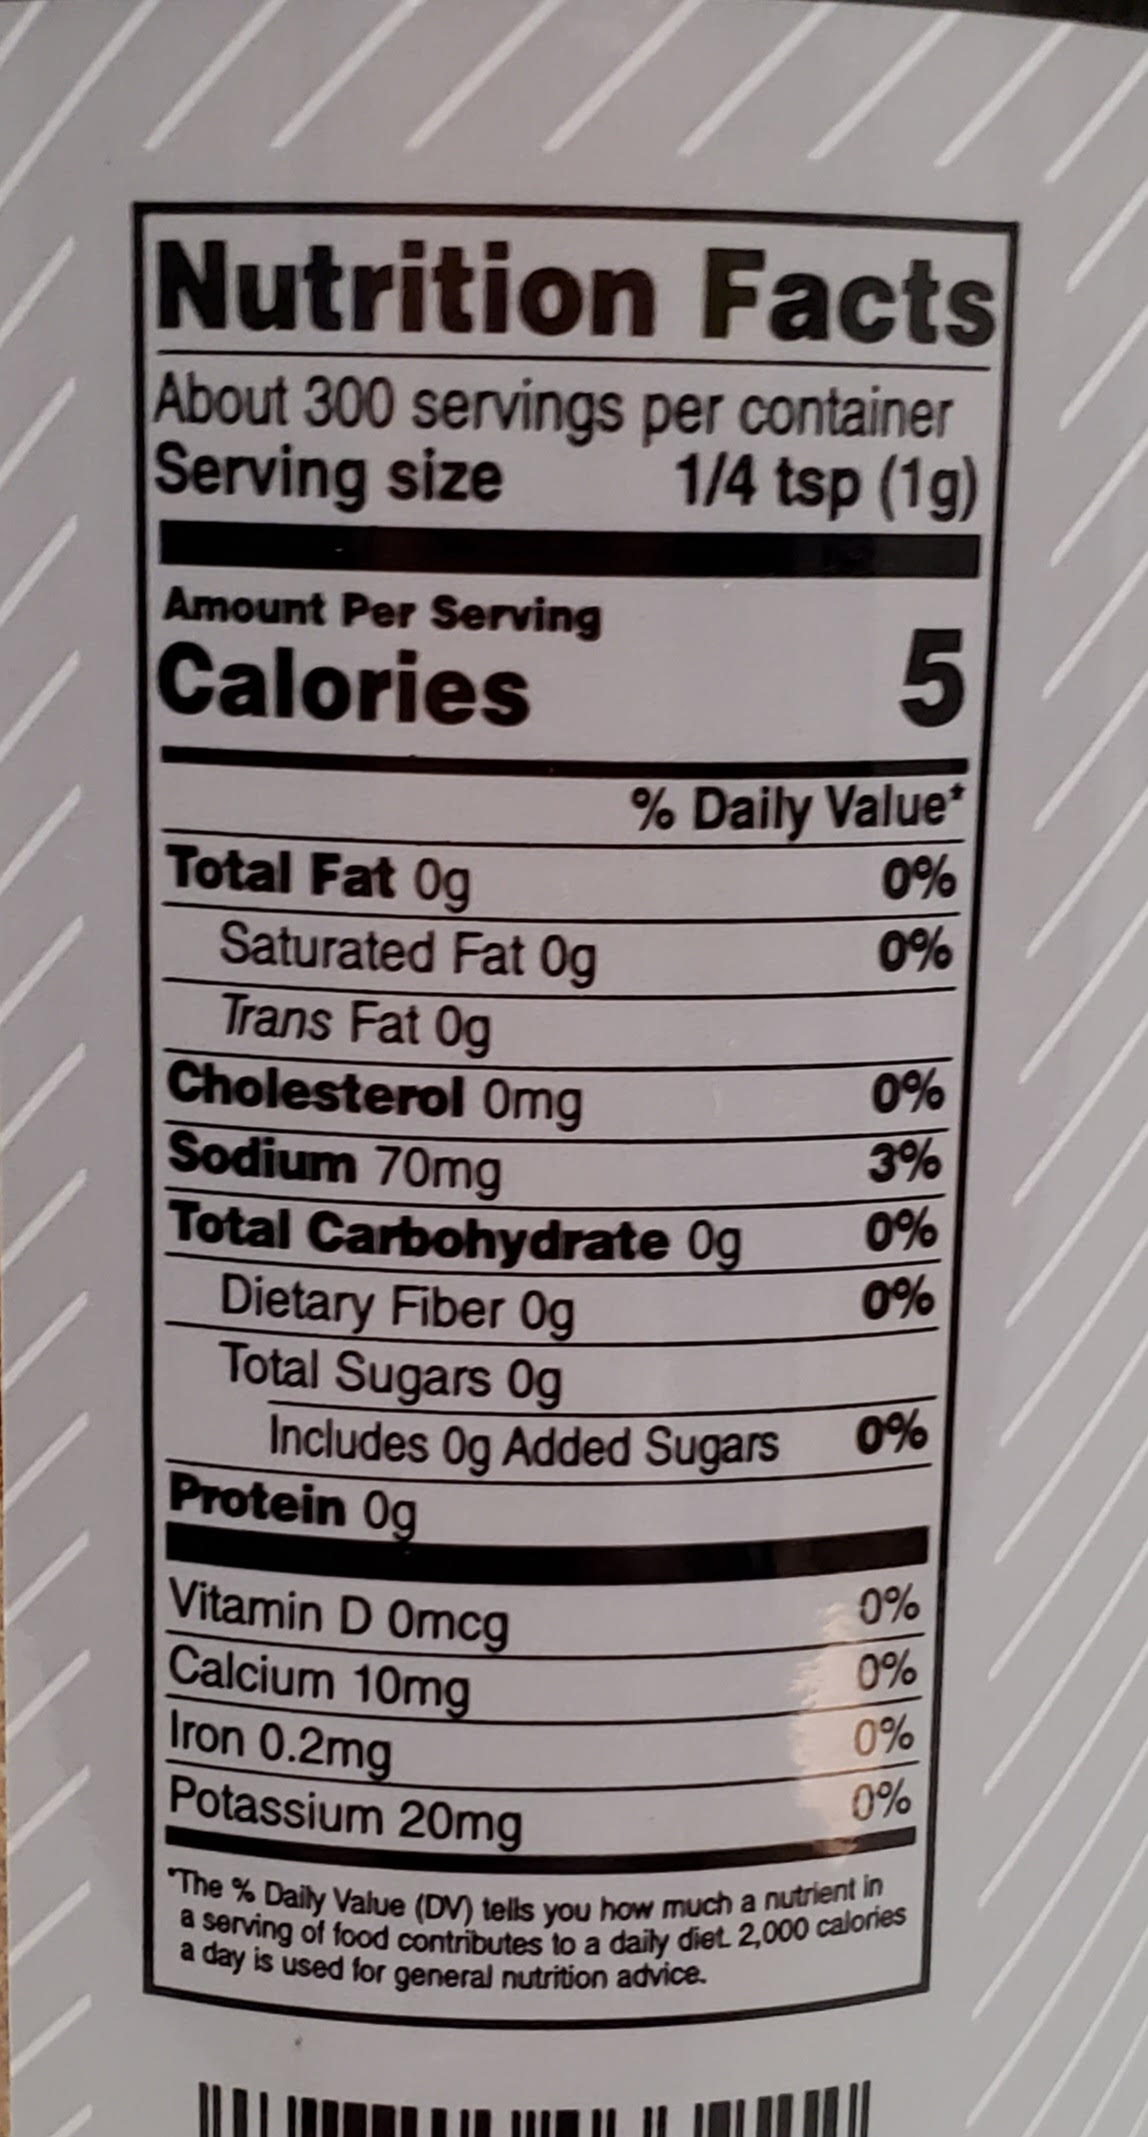 Nutrition Facts
About 300 servings per container
Serving size 1/4 tsp (1g)
Amount Per Serving
Calories 5
% Daily Value*
Total Fat 0g 0%
Saturated Fat 0g 0%
Trans Fat 0g
Cholesterol 0mg 0%
Sodium 70mg 3%
Total Carbohydrate 0g 0%
Dietary Fiber 0g 0%
Total Sugars 0g
Includes 0g Added Sugars 0%
Protein 0g
Vitamin D 0mcg 0%
Calcium 10mg 0%
Iron 0.2mg 0%
Potassium 20mg 0%
*The % Daily Value (DV) tells you how much a nutrient in
a serving of food contributes to a daily diet. 2,000 calories
a day is used for general nutrition advice.